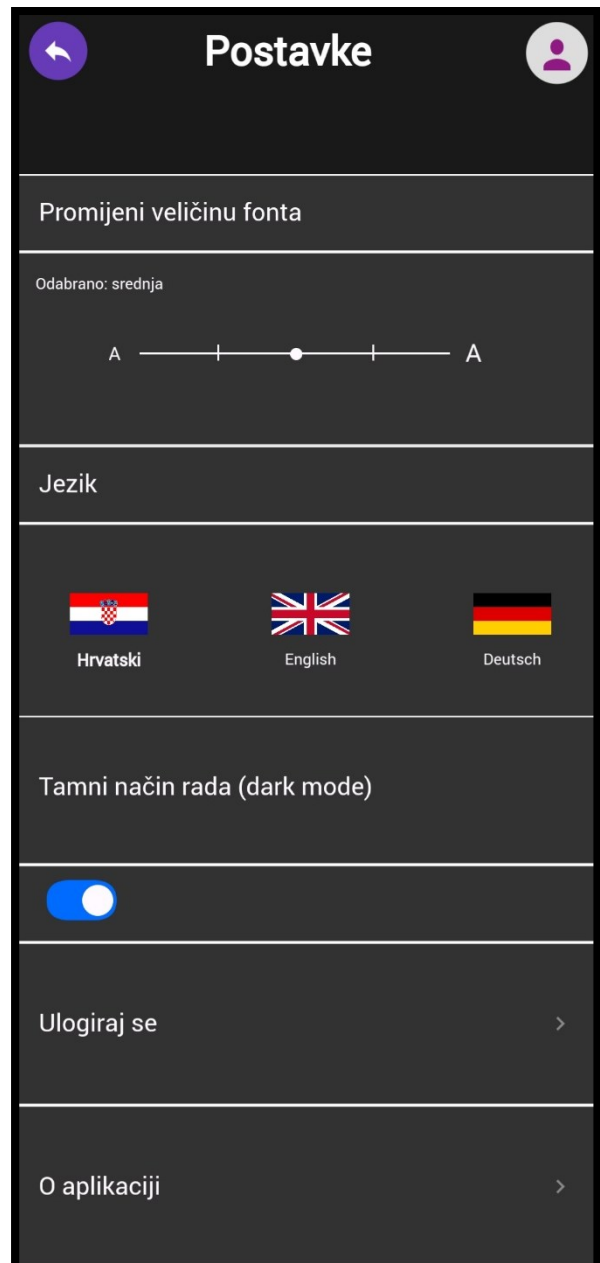 Postavke
Promijeni veličinu fonta
Odabrano: srednja
A A
Jezik
Hrvatski English Deutsch
Tamni način rada (dark mode)
Ulogiraj se
O aplikaciji